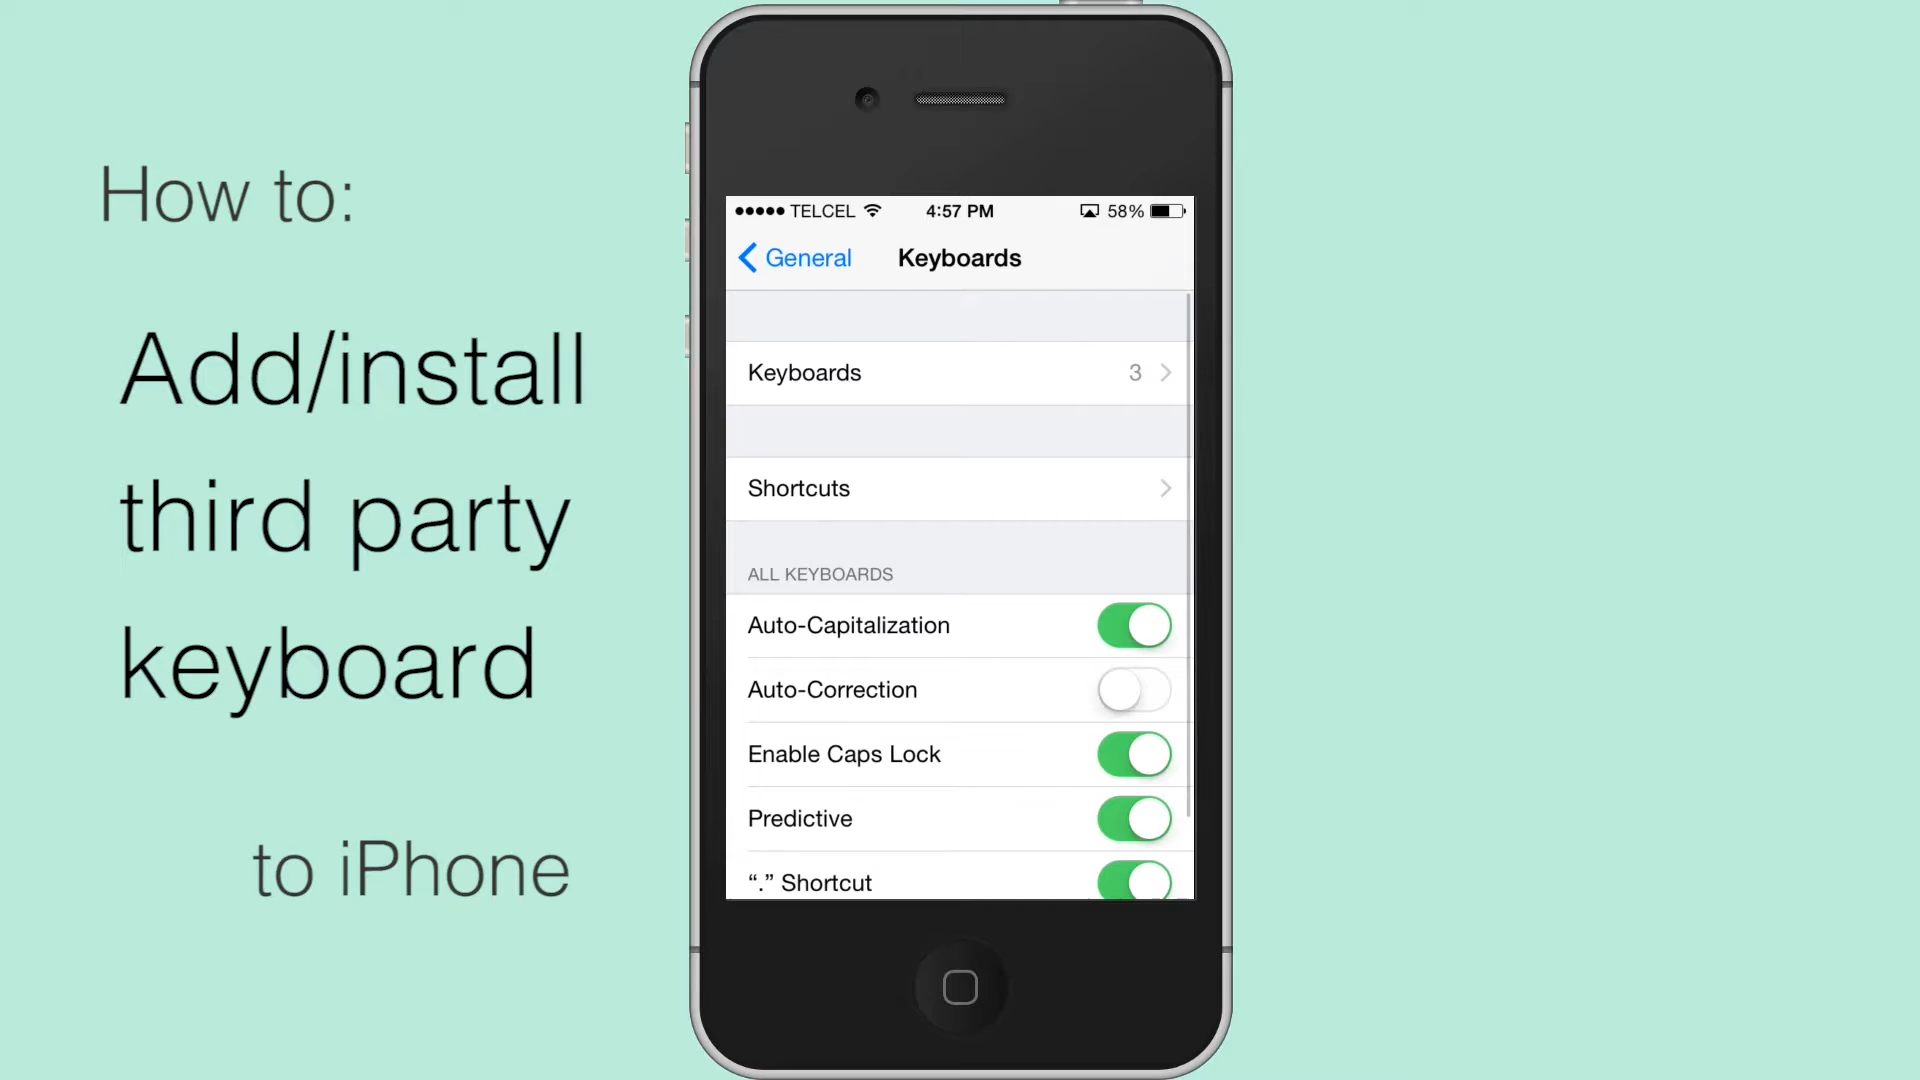 How to:
Add/install
third party
keyboard
to iPhone
TELCEL 4:57 PM 58%
General Keyboards
Keyboards 3
Shortcuts
ALL KEYBOARDS
Auto-Capitalization
Auto-Correction
Enable Caps Lock
Predictive
“.” Shortcut